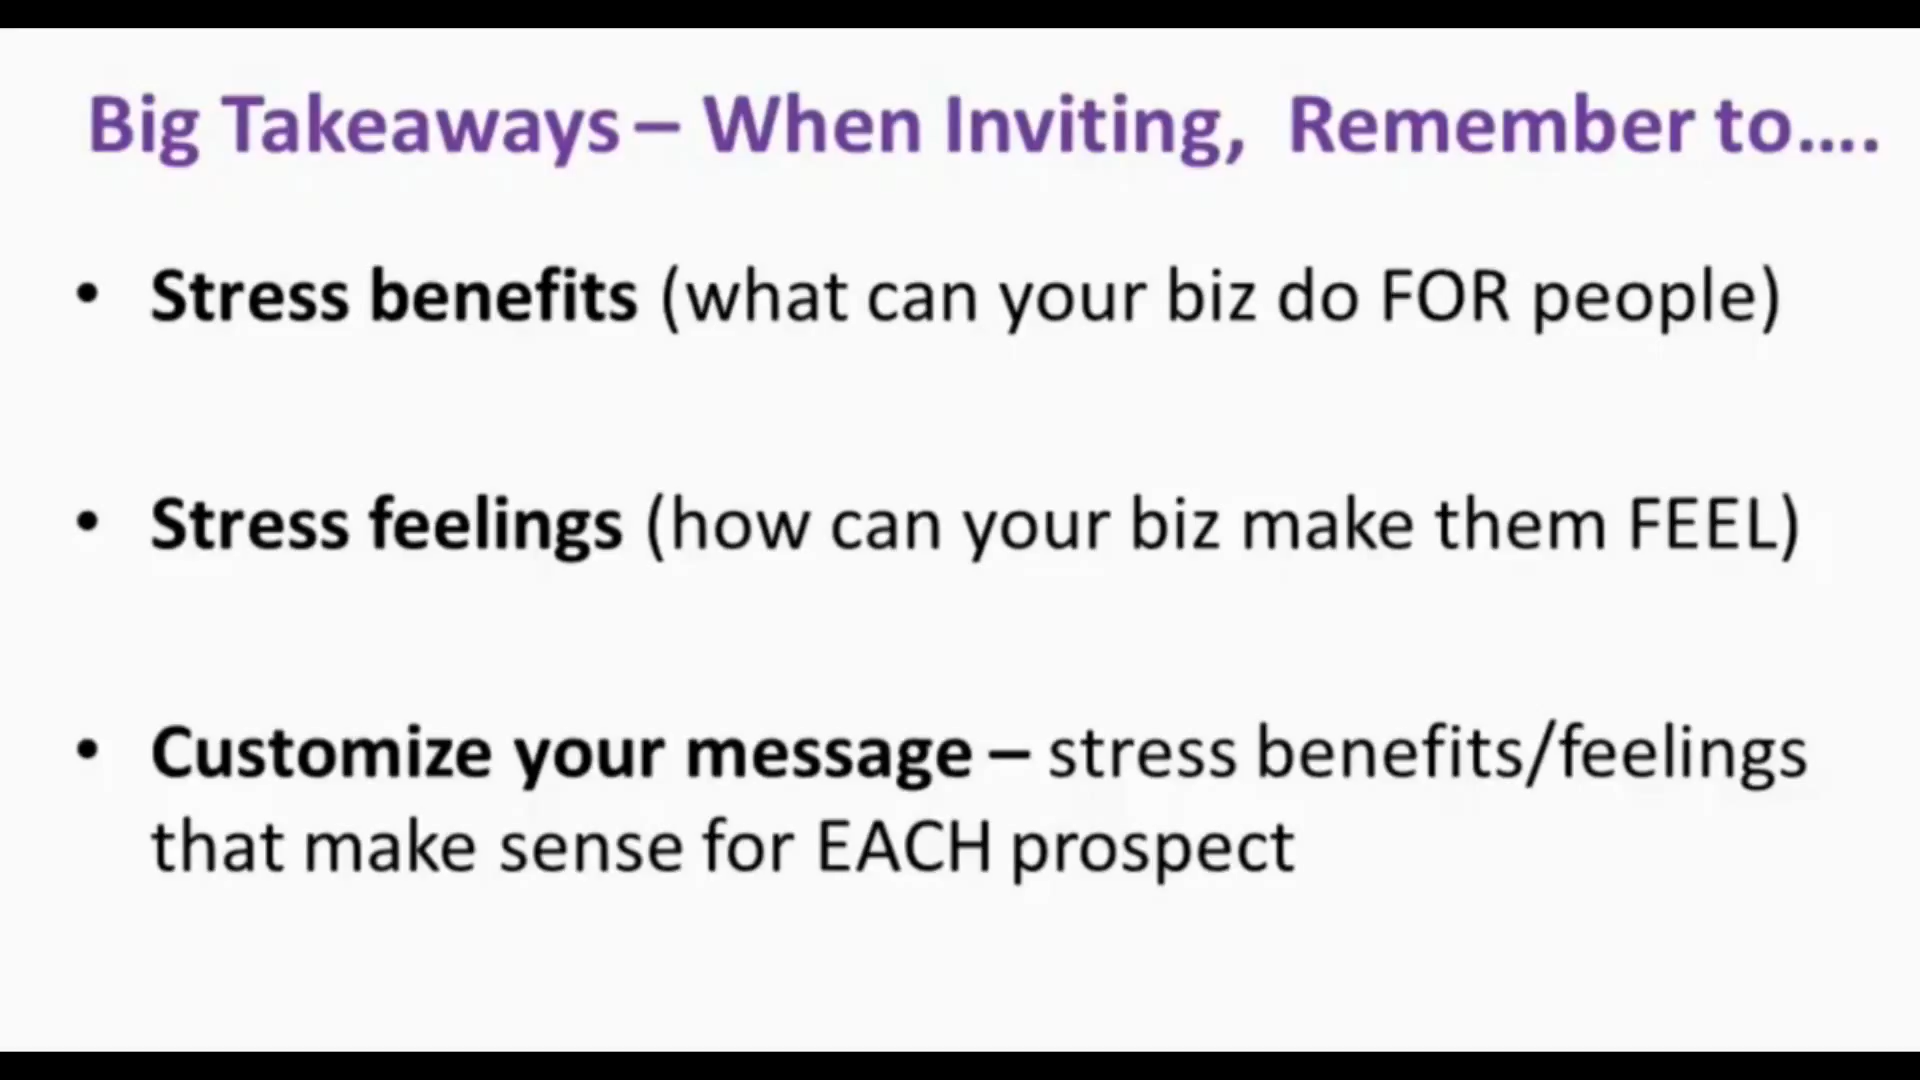 Big Takeaways – When Inviting, Remember to....
• Stress benefits (what can your biz do FOR people)
• Stress feelings (how can your biz make them FEEL)
• Customize your message – stress benefits/feelings
that make sense for EACH prospect